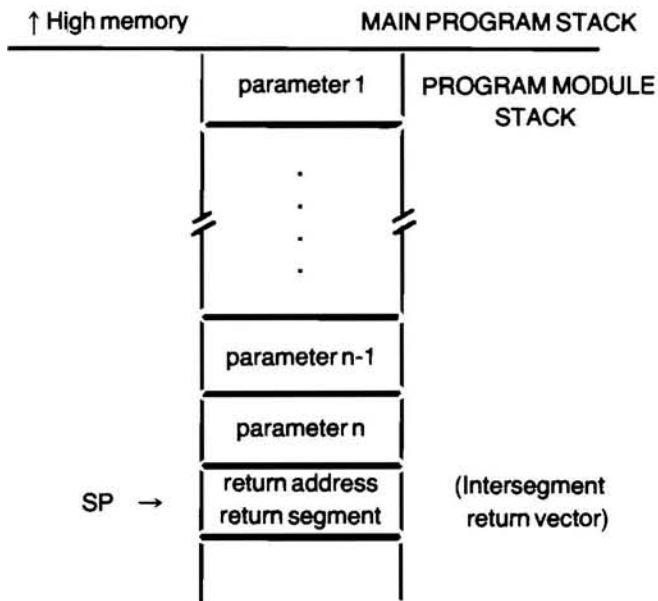 ↑ High memory MAIN PROGRAM STACK
parameter 1 PROGRAM MODULE
STACK
parameter n-1
parameter n
return address (Intersegment
SP → return segment return vector)